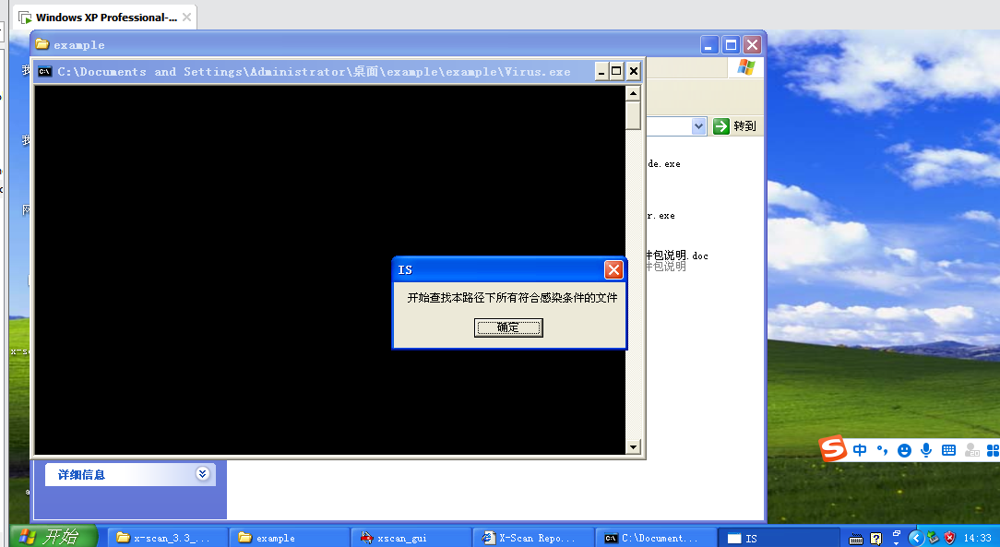 Windows XP Professional-...
example
C:\Documents and Settings\Administrator\桌面\example\example\Virus.exe
转到
de.exe
r.exe
包说明.doc
包说明
IS
开始查找本路径下所有符合感染条件的文件
确定
详细信息
中
开始
x-scan_3.3_...
example
xscan_gui
X-Scan Repo...
C:\Document...
IS
14:33